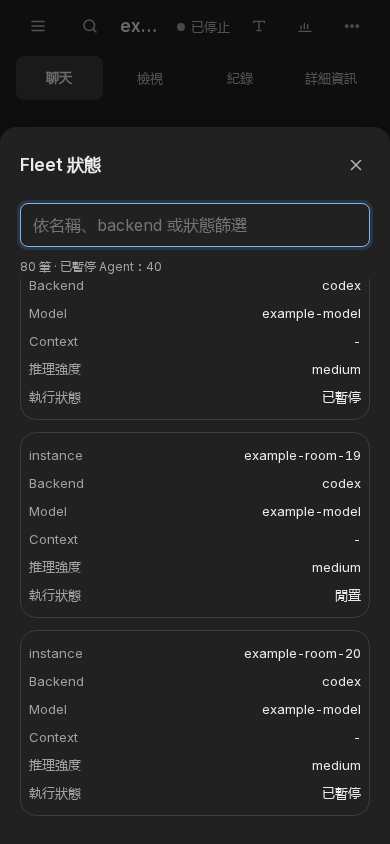 ex...
已停止
聊天
檢視
紀錄
詳細資訊
Fleet 狀態
依名稱、backend 或狀態篩選
80 筆 · 已暫停 Agent：40
Backend codex
Model example-model
Context -
推理強度 medium
執行狀態 已暫停
instance example-room-19
Backend codex
Model example-model
Context -
推理強度 medium
執行狀態 閒置
instance example-room-20
Backend codex
Model example-model
Context -
推理強度 medium
執行狀態 已暫停